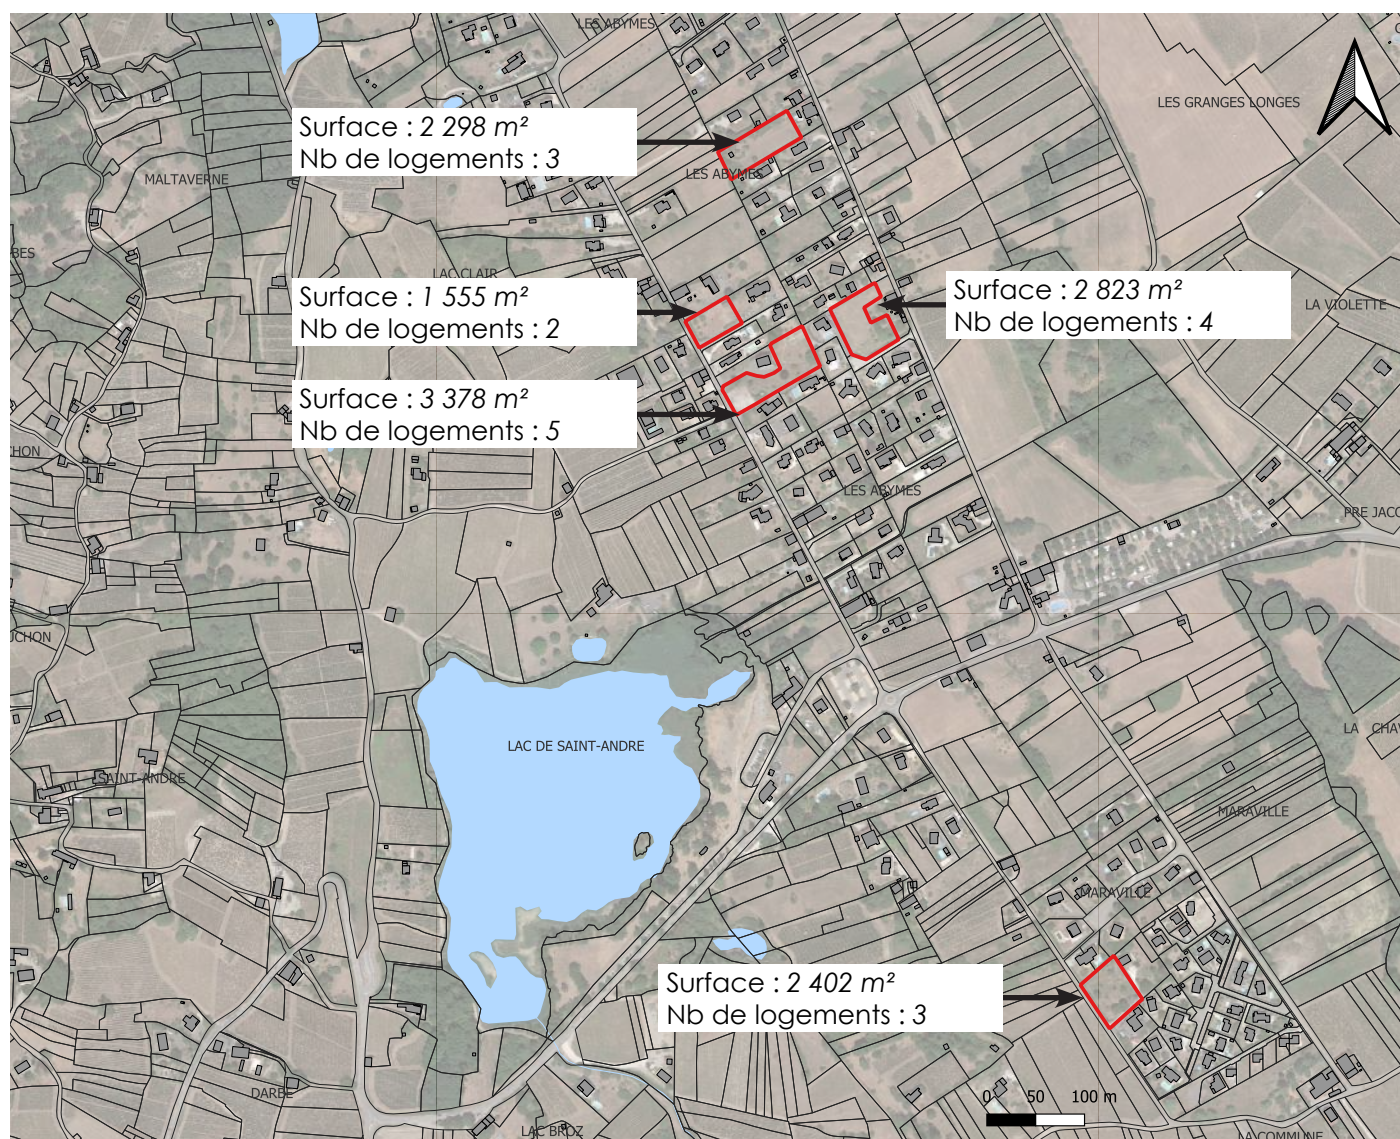 LES ABYMES
LES GRANGES LONGES
Surface : 2 298 m²
Nb de logements : 3
MALTAVERNE
LES ABYMES
BES
LAC CLAIR
Surface : 1 555 m²
Nb de logements : 2
Surface : 2 823 m²
Nb de logements : 4
LA VIOLETTE
Surface : 3 378 m²
Nb de logements : 5
HON
LES ABYMES
PRE JACQ
UCHON
LA CHAV
LAC DE SAINT-ANDRE
SAINT-ANDRE
MARAVILLE
MARAVILLE
Surface : 2 402 m²
Nb de logements : 3
DARBE
0 50 100 m
LAC BROZ
LA COMMUNE